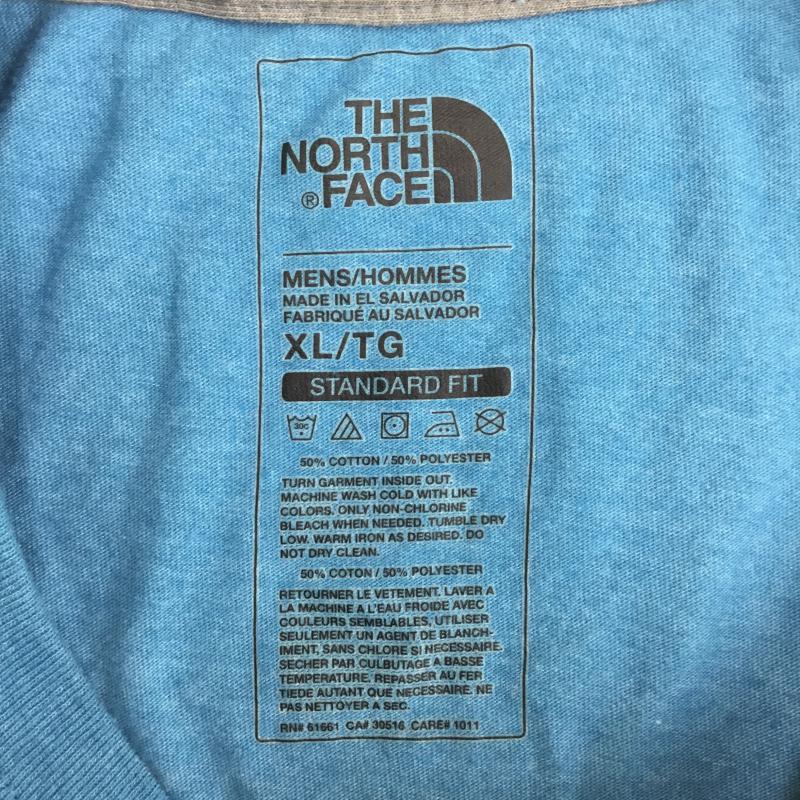 THE
NORTH
® FACE
MENS/HOMMES
MADE IN EL SALVADOR
FABRIQUÉ AU SALVADOR
XL/TG
STANDARD FIT
30C
50% COTTON / 50% POLYESTER
TURN GARMENT INSIDE OUT.
MACHINE WASH COLD WITH LIKE
COLORS. ONLY NON-CHLORINE
BLEACH WHEN NEEDED. TUMBLE DRY
LOW. WARM IRON AS DESIRED. DO
NOT DRY CLEAN.
50% COTON / 50% POLYESTER
RETOURNER LE VETEMENT. LAVER A
LA MACHINE A L'EAU FROIDE AVEC
COULEURS SEMBLABLES, UTILISER
SEULEMENT UN AGENT DE BLANCH-
IMENT, SANS CHLORE SI NECESSAIRE.
SECHER PAR CULBUTAGE A BASSE
TEMPERATURE. REPASSER AU FER
TIEDE AUTANT QUE NECESSAIRE. NE
PAS NETTOYER A SEC.
RN# 61661 CA# 30516 CARE# 1011